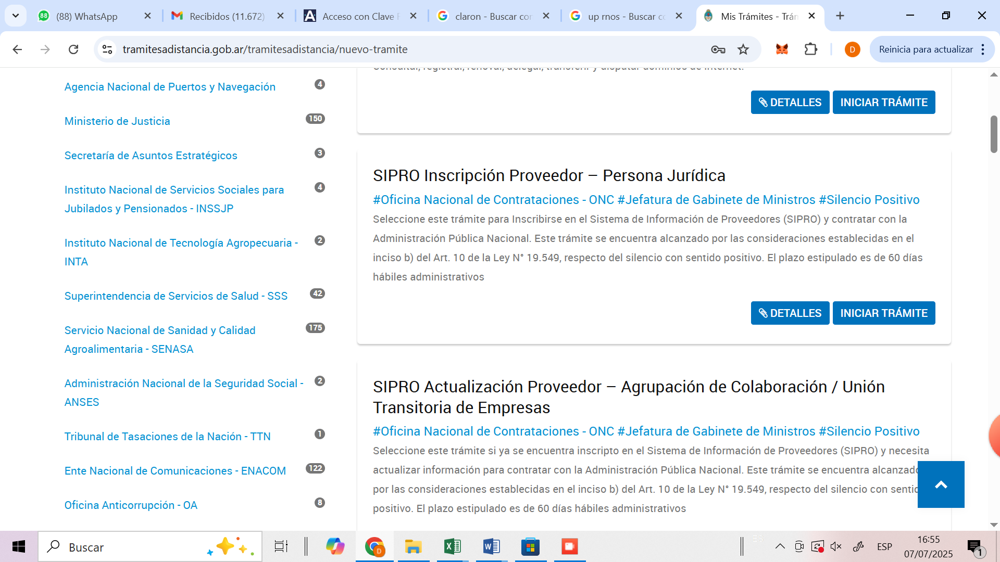 (88) WhatsApp
Recibidos (11.672)
Acceso con Clave F
claron - Buscar con
up rnos - Buscar co
Mis Trámites - Trám
tramitesadistancia.gob.ar/tramitesadistancia/nuevo-tramite
D
Reinicia para actualizar
Agencia Nacional de Puertos y Navegación 4
Ministerio de Justicia 150
Secretaría de Asuntos Estratégicos 3
Instituto Nacional de Servicios Sociales para 4
Jubilados y Pensionados - INSSJP
Instituto Nacional de Tecnología Agropecuaria - 2
INTA
Superintendencia de Servicios de Salud - SSS 42
Servicio Nacional de Sanidad y Calidad 175
Agroalimentaria - SENASA
Administración Nacional de la Seguridad Social - 2
ANSES
Tribunal de Tasaciones de la Nación - TTN 1
Ente Nacional de Comunicaciones - ENACOM 122
Oficina Anticorrupción - OA 8
Consultar, registrar, renovar, delegar, transferir y disputar dominios de internet.
DETALLES INICIAR TRÁMITE
SIPRO Inscripción Proveedor – Persona Jurídica
#Oficina Nacional de Contrataciones - ONC #Jefatura de Gabinete de Ministros #Silencio Positivo
Seleccione este trámite para Inscribirse en el Sistema de Información de Proveedores (SIPRO) y contratar con la
Administración Pública Nacional. Este trámite se encuentra alcanzado por las consideraciones establecidas en el
inciso b) del Art. 10 de la Ley N° 19.549, respecto del silencio con sentido positivo. El plazo estipulado es de 60 días
hábiles administrativos
DETALLES INICIAR TRÁMITE
SIPRO Actualización Proveedor – Agrupación de Colaboración / Unión
Transitoria de Empresas
#Oficina Nacional de Contrataciones - ONC #Jefatura de Gabinete de Ministros #Silencio Positivo
Seleccione este trámite si ya se encuentra inscripto en el Sistema de Información de Proveedores (SIPRO) y necesita
actualizar información para contratar con la Administración Pública Nacional. Este trámite se encuentra alcanzado
por las consideraciones establecidas en el inciso b) del Art. 10 de la Ley N° 19.549, respecto del silencio con sentid
positivo. El plazo estipulado es de 60 días hábiles administrativos
Buscar
ESP
16:55
07/07/2025
1